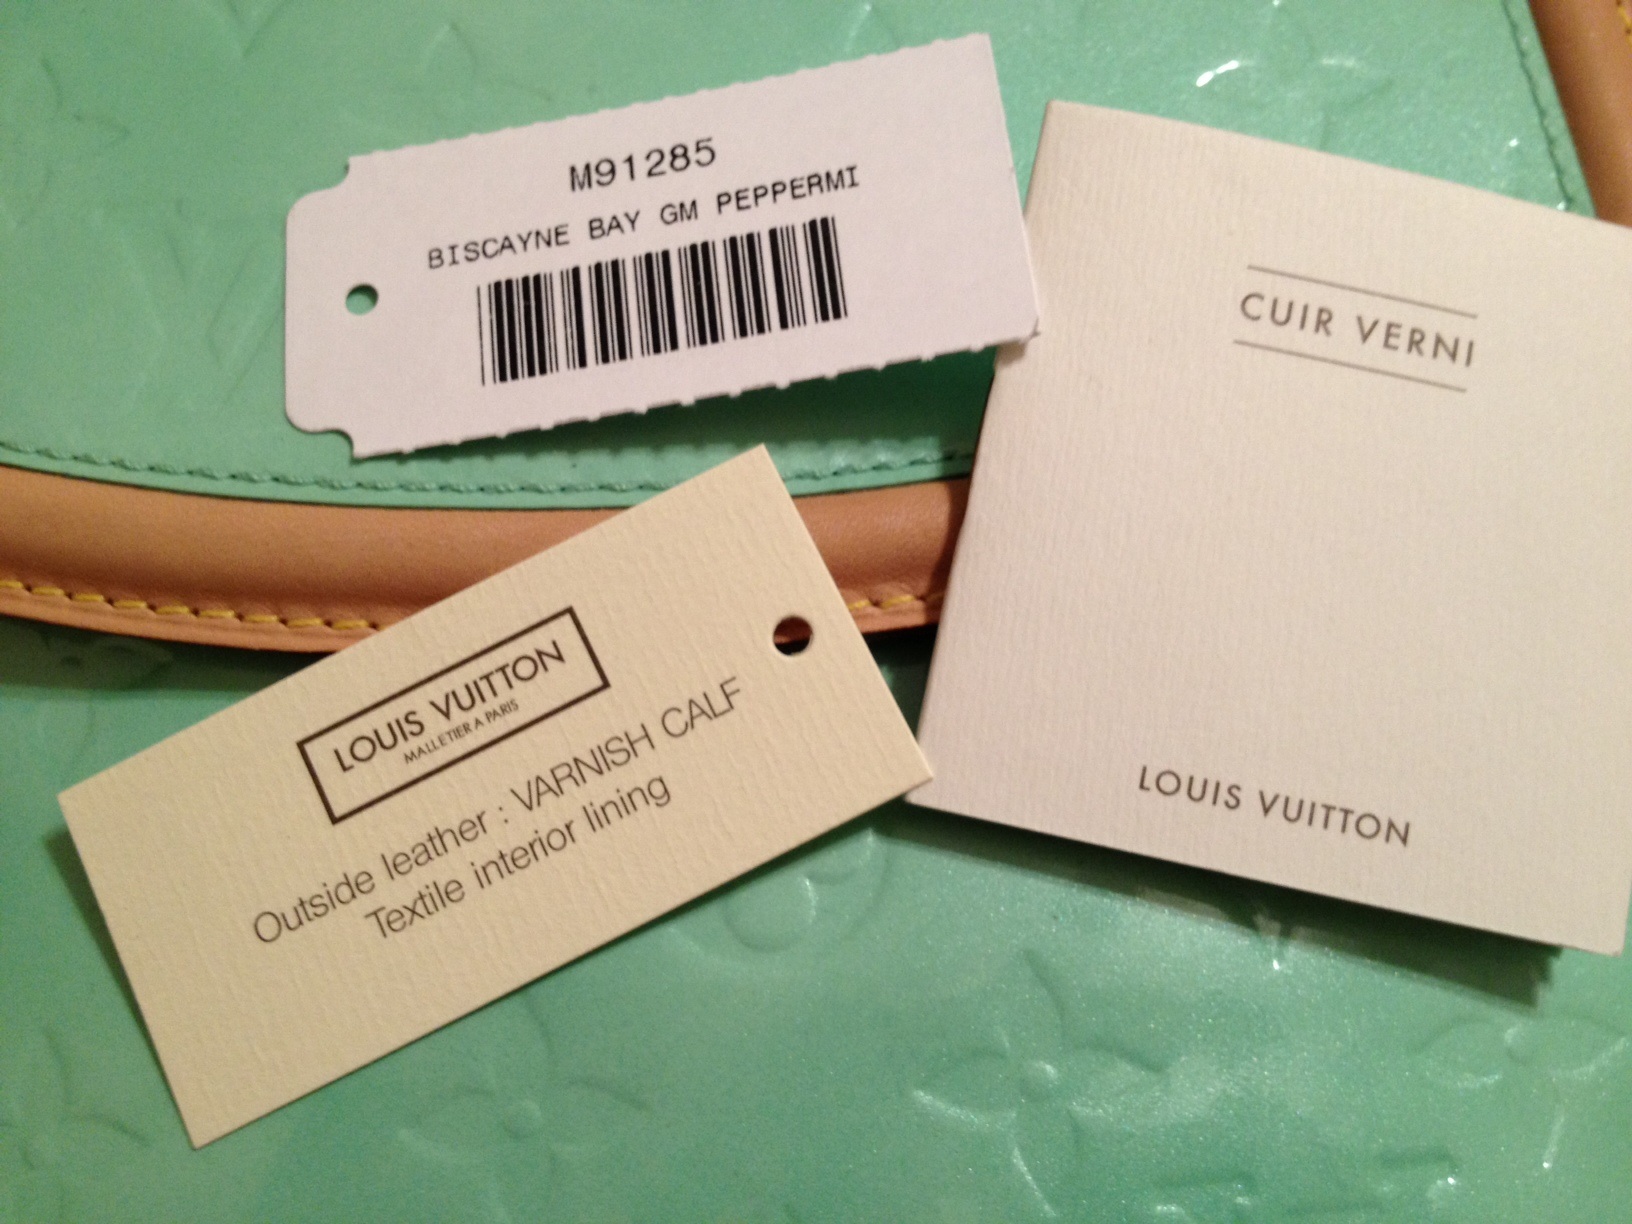 M91285
BISCAYNE BAY GM PEPPERMI
CUIR VERNI
LOUIS VUITTON
LOUIS VUITTON
MALLETIER A PARIS
Outside leather : VARNISH CALF
Textile interior lining